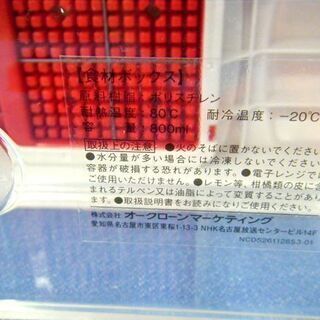 【食材ボックス】
原料樹脂：ポリスチレン
耐熱温度：80℃　耐冷温度：−20℃
容　量：800ml
取扱上の注意　●火のそばに置かないでください
●水分量が多い場合には冷凍しないでください
容器が破損する恐れがあります。●電子レンジでは
ご使用いただけません。●レモン等、柑橘類の皮に含
まれるテルペン又は油脂によって変質することがあり
ます。●取扱説明書をお読みになりご使用ください。
株式会社 オークローンマーケティング
愛知県名古屋市東区東桜1-13-3 NHK名古屋放送センタービル14F
NCD5261128S3-01